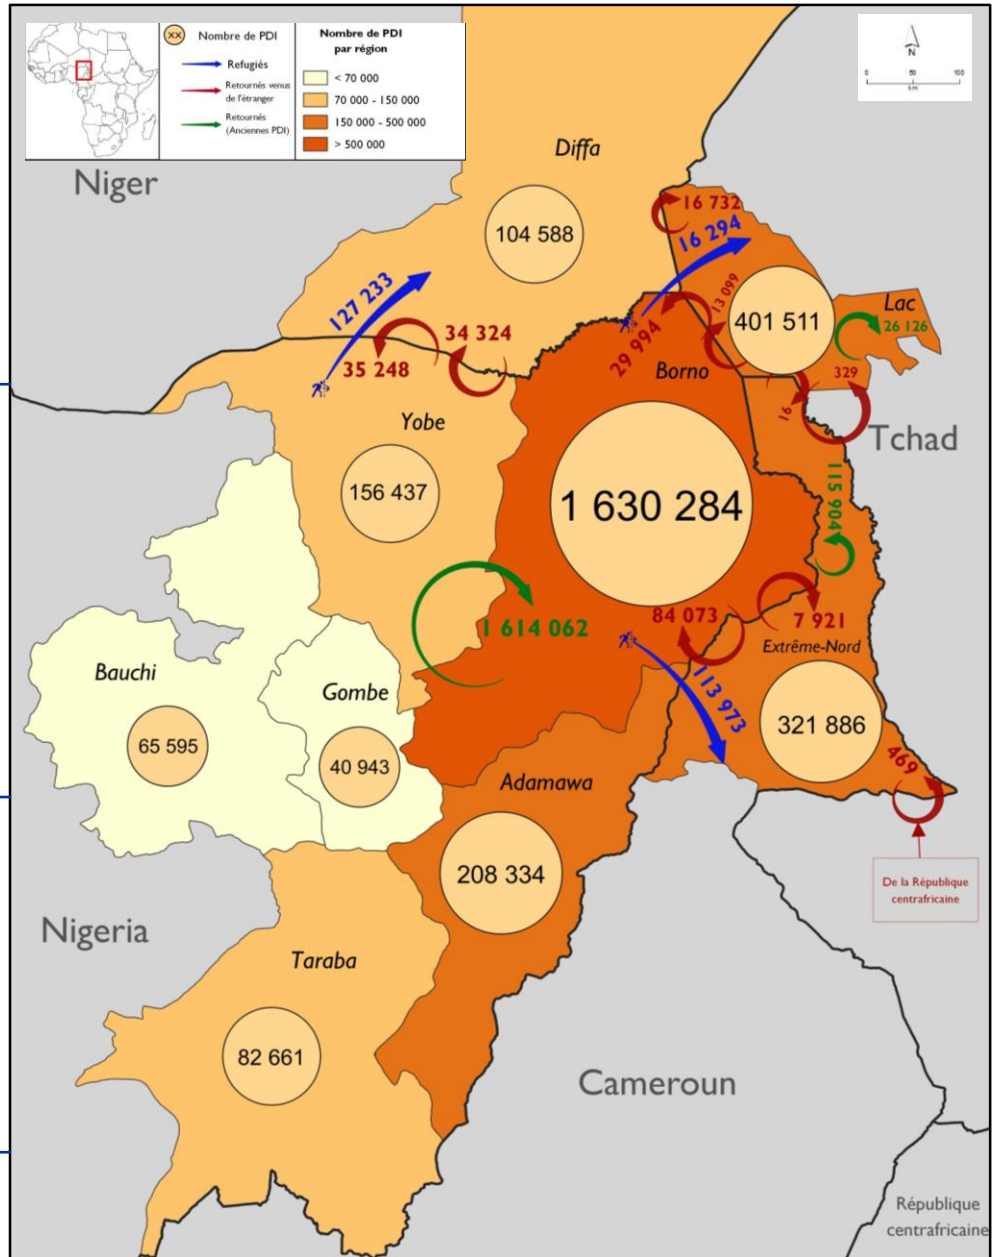 XX Nombre de PDI
Refugiés
Retournés venus
de l'étranger
Retournés
(Anciennes PDI)
Nombre de PDI
par région
< 70 000
70 000 - 150 000
150 000 - 500 000
> 500 000
N
0 50 100
km
Niger
Diffa
104 588
16 732
16 294
127 233
13 099
401 511
Lac
26 126
34 324
35 248
29 994
Borno
329
16
Tchad
Yobe
156 437
1 630 284
115 904
1 614 062
84 073
7 921
Extrême-Nord
113 973
321 886
Bauchi
65 595
Gombe
40 943
Adamawa
208 334
469
De la République
centrafricaine
Nigeria
Taraba
82 661
Cameroun
République
centrafricaine